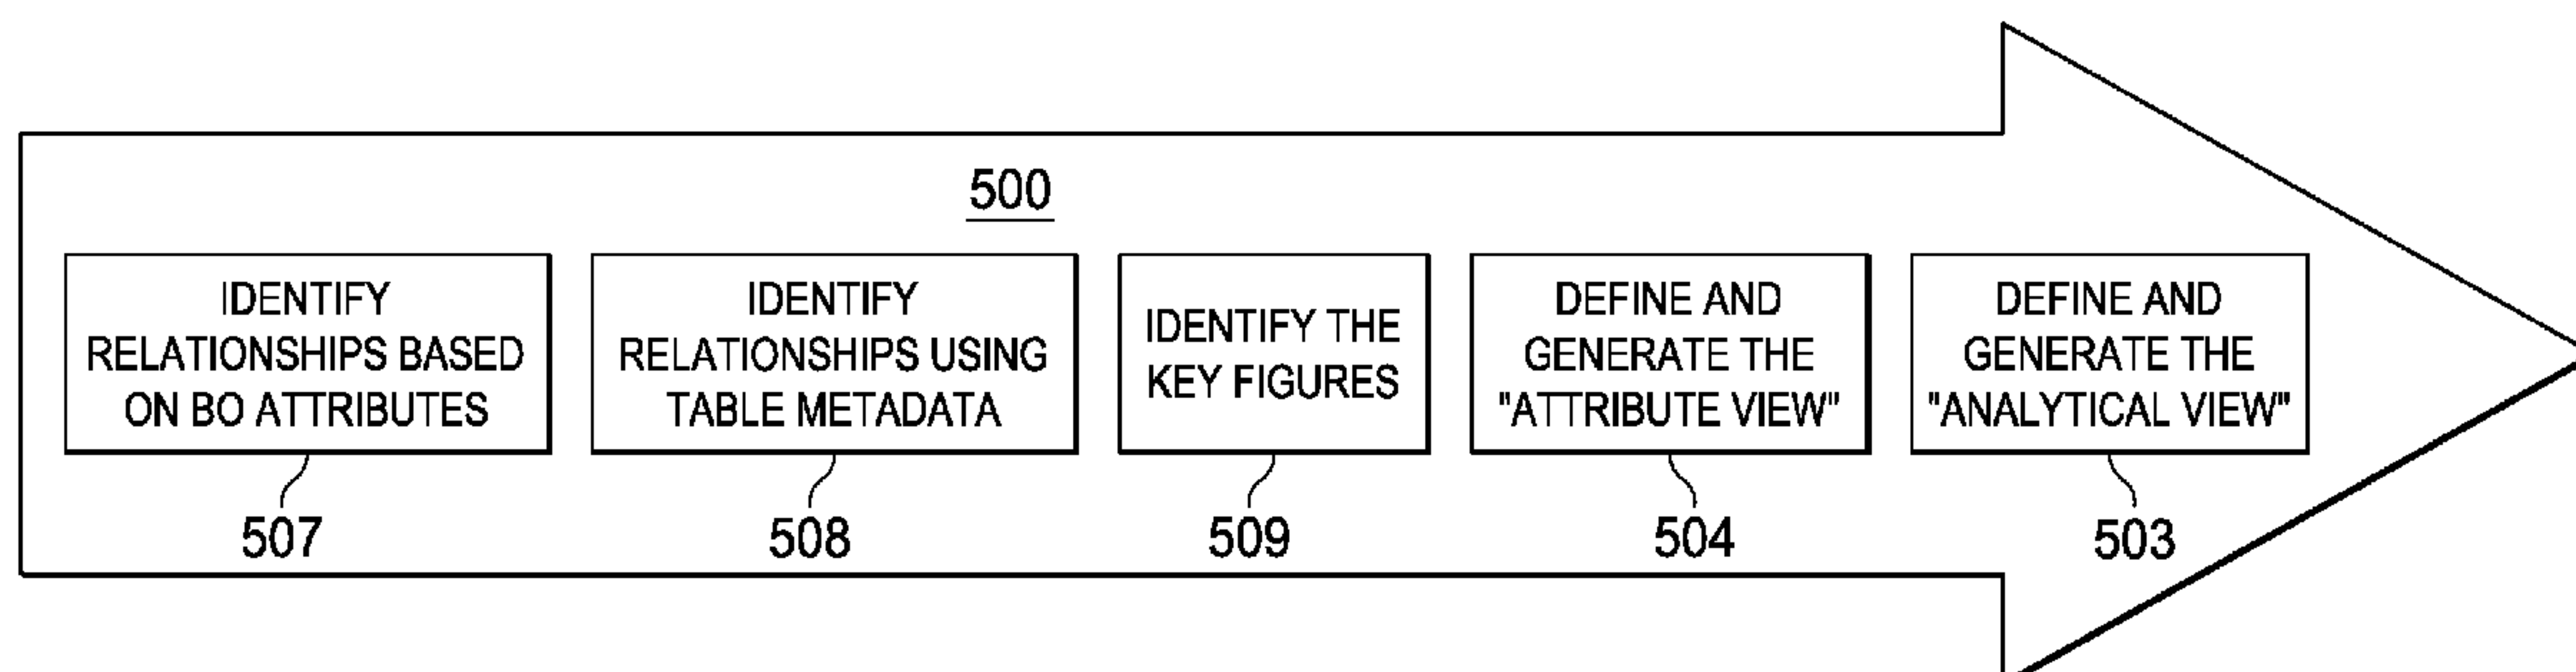 500
IDENTIFY
RELATIONSHIPS BASED
ON BO ATTRIBUTES
507
IDENTIFY
RELATIONSHIPS USING
TABLE METADATA
508
IDENTIFY THE
KEY FIGURES
509
DEFINE AND
GENERATE THE
"ATTRIBUTE VIEW"
504
DEFINE AND
GENERATE THE
"ANALYTICAL VIEW"
503